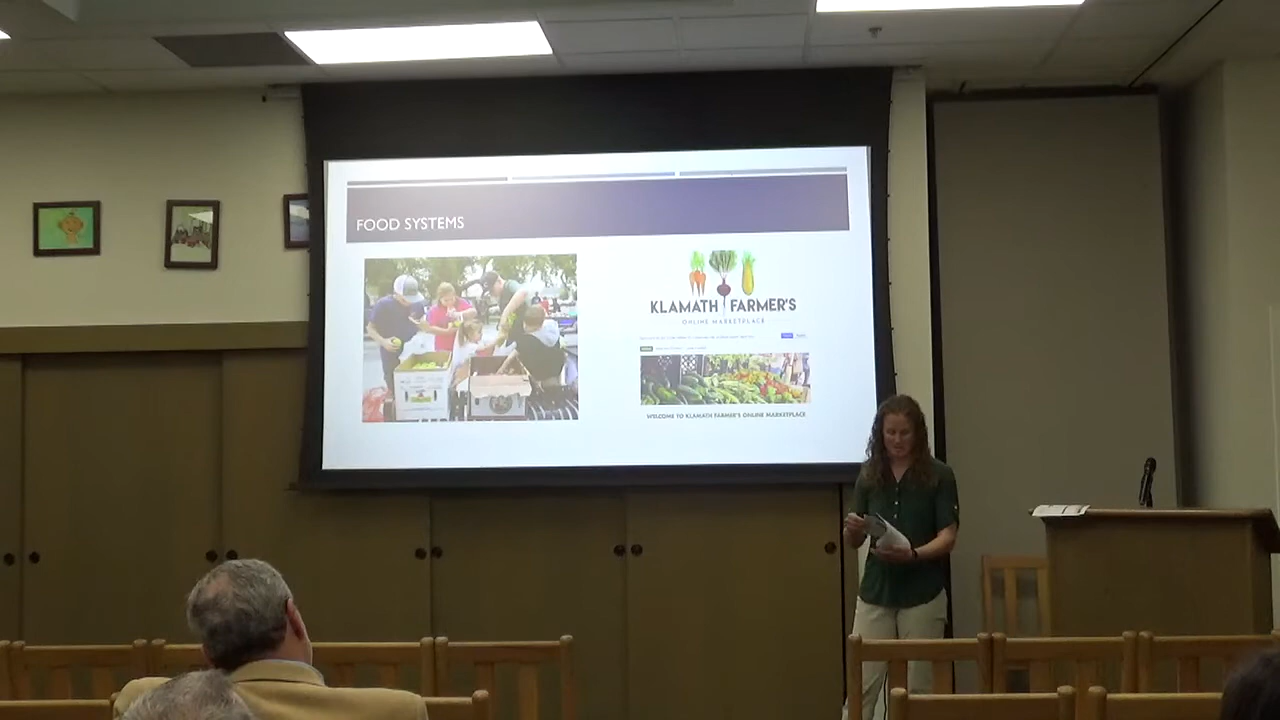 FOOD SYSTEMS
KLAMATH FARMER'S
ONLINE MARKETPLACE
WELCOME TO KLAMATH FARMER'S ONLINE MARKETPLACE